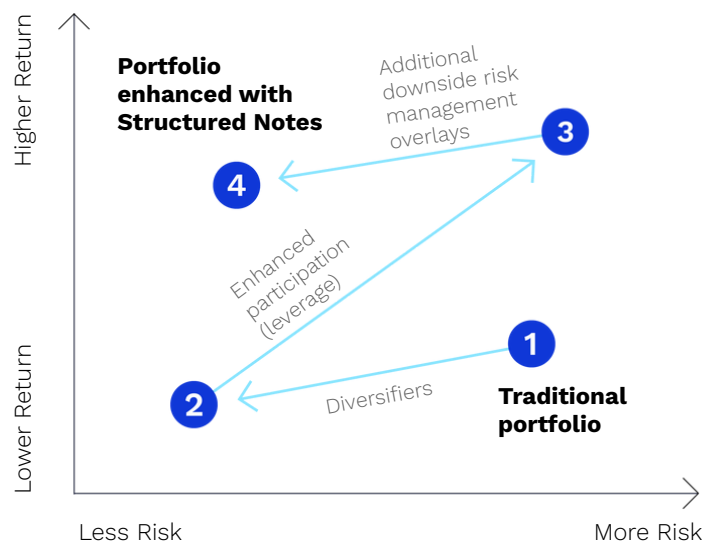 Higher Return
Portfolio
enhanced with
Structured Notes
Additional
downside risk
management
overlays
3
4
Enhanced
participation
(leverage)
1
2
Diversifiers
Traditional
portfolio
Lower Return
Less Risk
More Risk